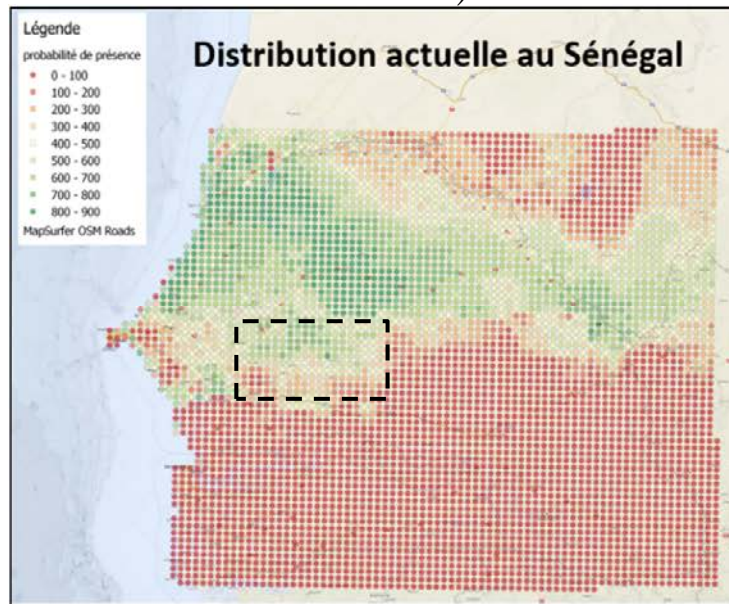 Légende
probabilité de présence
0 - 100
100 - 200
200 - 300
300 - 400
400 - 500
500 - 600
600 - 700
700 - 800
800 - 900
MapSurfer OSM Roads
Distribution actuelle au Sénégal